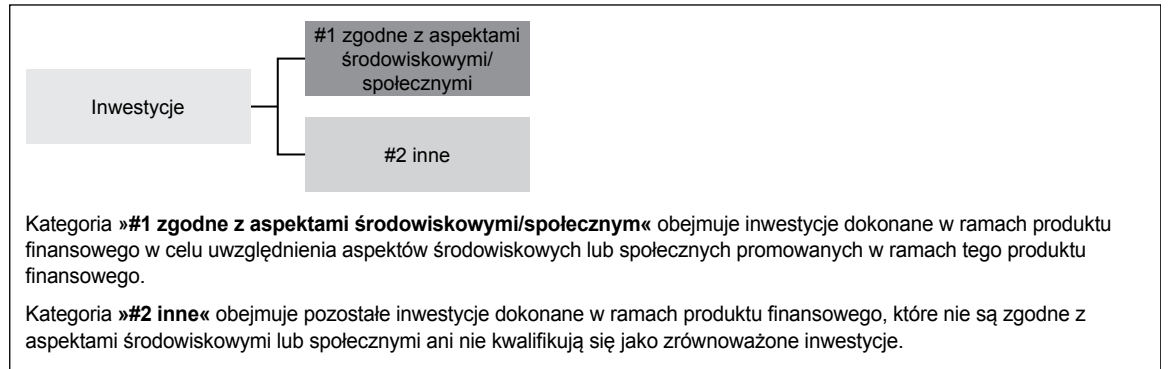 #1 zgodne z aspektami
środowiskowymi/
społecznymi
Inwestycje
#2 inne
Kategoria »#1 zgodne z aspektami środowiskowymi/społecznym« obejmuje inwestycje dokonane w ramach produktu
finansowego w celu uwzględnienia aspektów środowiskowych lub społecznych promowanych w ramach tego produktu
finansowego.
Kategoria »#2 inne« obejmuje pozostałe inwestycje dokonane w ramach produktu finansowego, które nie są zgodne z
aspektami środowiskowymi lub społecznymi ani nie kwalifikują się jako zrównoważone inwestycje.